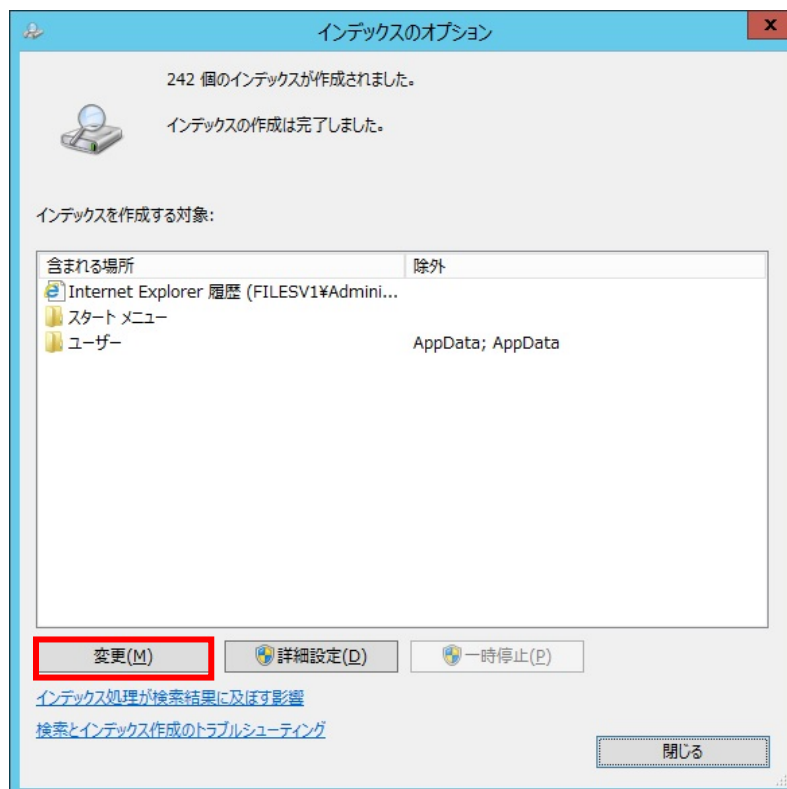 インデックスのオプション
x
242 個のインデックスが作成されました。
インデックスの作成は完了しました。
インデックスを作成する対象:
含まれる場所 除外
Internet Explorer 履歴 (FILESV1¥Admini...
スタート メニュー
ユーザー AppData; AppData
変更(M) 詳細設定(D) 一時停止(P)
インデックス処理が検索結果に及ぼす影響
検索とインデックス作成のトラブルシューティング
閉じる